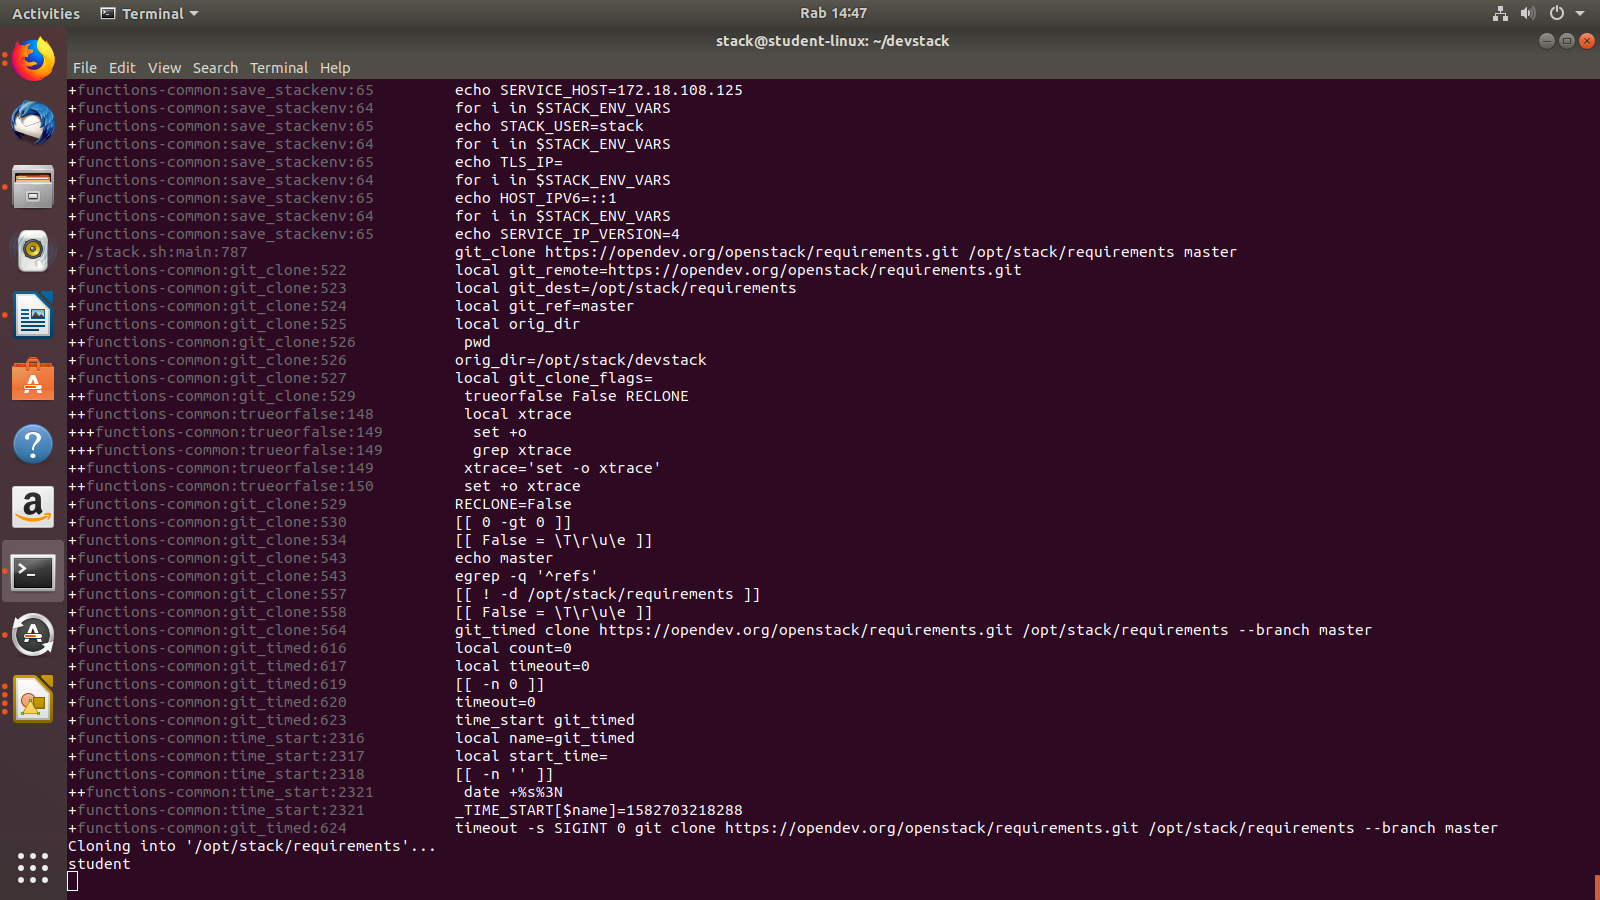 Activities Terminal Rab 14:47
stack@student-linux: ~/devstack
File Edit View Search Terminal Help
+functions-common:save_stackenv:65 echo SERVICE_HOST=172.18.108.125
+functions-common:save_stackenv:64 for i in $STACK_ENV_VARS
+functions-common:save_stackenv:65 echo STACK_USER=stack
+functions-common:save_stackenv:64 for i in $STACK_ENV_VARS
+functions-common:save_stackenv:65 echo TLS_IP=
+functions-common:save_stackenv:64 for i in $STACK_ENV_VARS
+functions-common:save_stackenv:65 echo HOST_IPV6=::1
+functions-common:save_stackenv:64 for i in $STACK_ENV_VARS
+functions-common:save_stackenv:65 echo SERVICE_IP_VERSION=4
+./stack.sh:main:787 git_clone https://opendev.org/openstack/requirements.git /opt/stack/requirements master
+functions-common:git_clone:522 local git_remote=https://opendev.org/openstack/requirements.git
+functions-common:git_clone:523 local git_dest=/opt/stack/requirements
+functions-common:git_clone:524 local git_ref=master
+functions-common:git_clone:525 local orig_dir
++functions-common:git_clone:526 pwd
+functions-common:git_clone:526 orig_dir=/opt/stack/devstack
+functions-common:git_clone:527 local git_clone_flags=
++functions-common:git_clone:529 trueorfalse False RECLONE
++functions-common:trueorfalse:148 local xtrace
+++functions-common:trueorfalse:149 set +o
+++functions-common:trueorfalse:149 grep xtrace
++functions-common:trueorfalse:149 xtrace='set -o xtrace'
++functions-common:trueorfalse:150 set +o xtrace
+functions-common:git_clone:529 RECLONE=False
+functions-common:git_clone:530 [[ 0 -gt 0 ]]
+functions-common:git_clone:534 [[ False = \T\r\u\e ]]
+functions-common:git_clone:543 echo master
+functions-common:git_clone:543 egrep -q '^refs'
+functions-common:git_clone:557 [[ ! -d /opt/stack/requirements ]]
+functions-common:git_clone:558 [[ False = \T\r\u\e ]]
+functions-common:git_clone:564 git_timed clone https://opendev.org/openstack/requirements.git /opt/stack/requirements --branch master
+functions-common:git_timed:616 local count=0
+functions-common:git_timed:617 local timeout=0
+functions-common:git_timed:619 [[ -n 0 ]]
+functions-common:git_timed:620 timeout=0
+functions-common:git_timed:623 time_start git_timed
+functions-common:time_start:2316 local name=git_timed
+functions-common:time_start:2317 local start_time=
+functions-common:time_start:2318 [[ -n '' ]]
++functions-common:time_start:2321 date +%s%3N
+functions-common:time_start:2321 _TIME_START[$name]=1582703218288
+functions-common:git_timed:624 timeout -s SIGINT 0 git clone https://opendev.org/openstack/requirements.git /opt/stack/requirements --branch master
Cloning into '/opt/stack/requirements'...
student